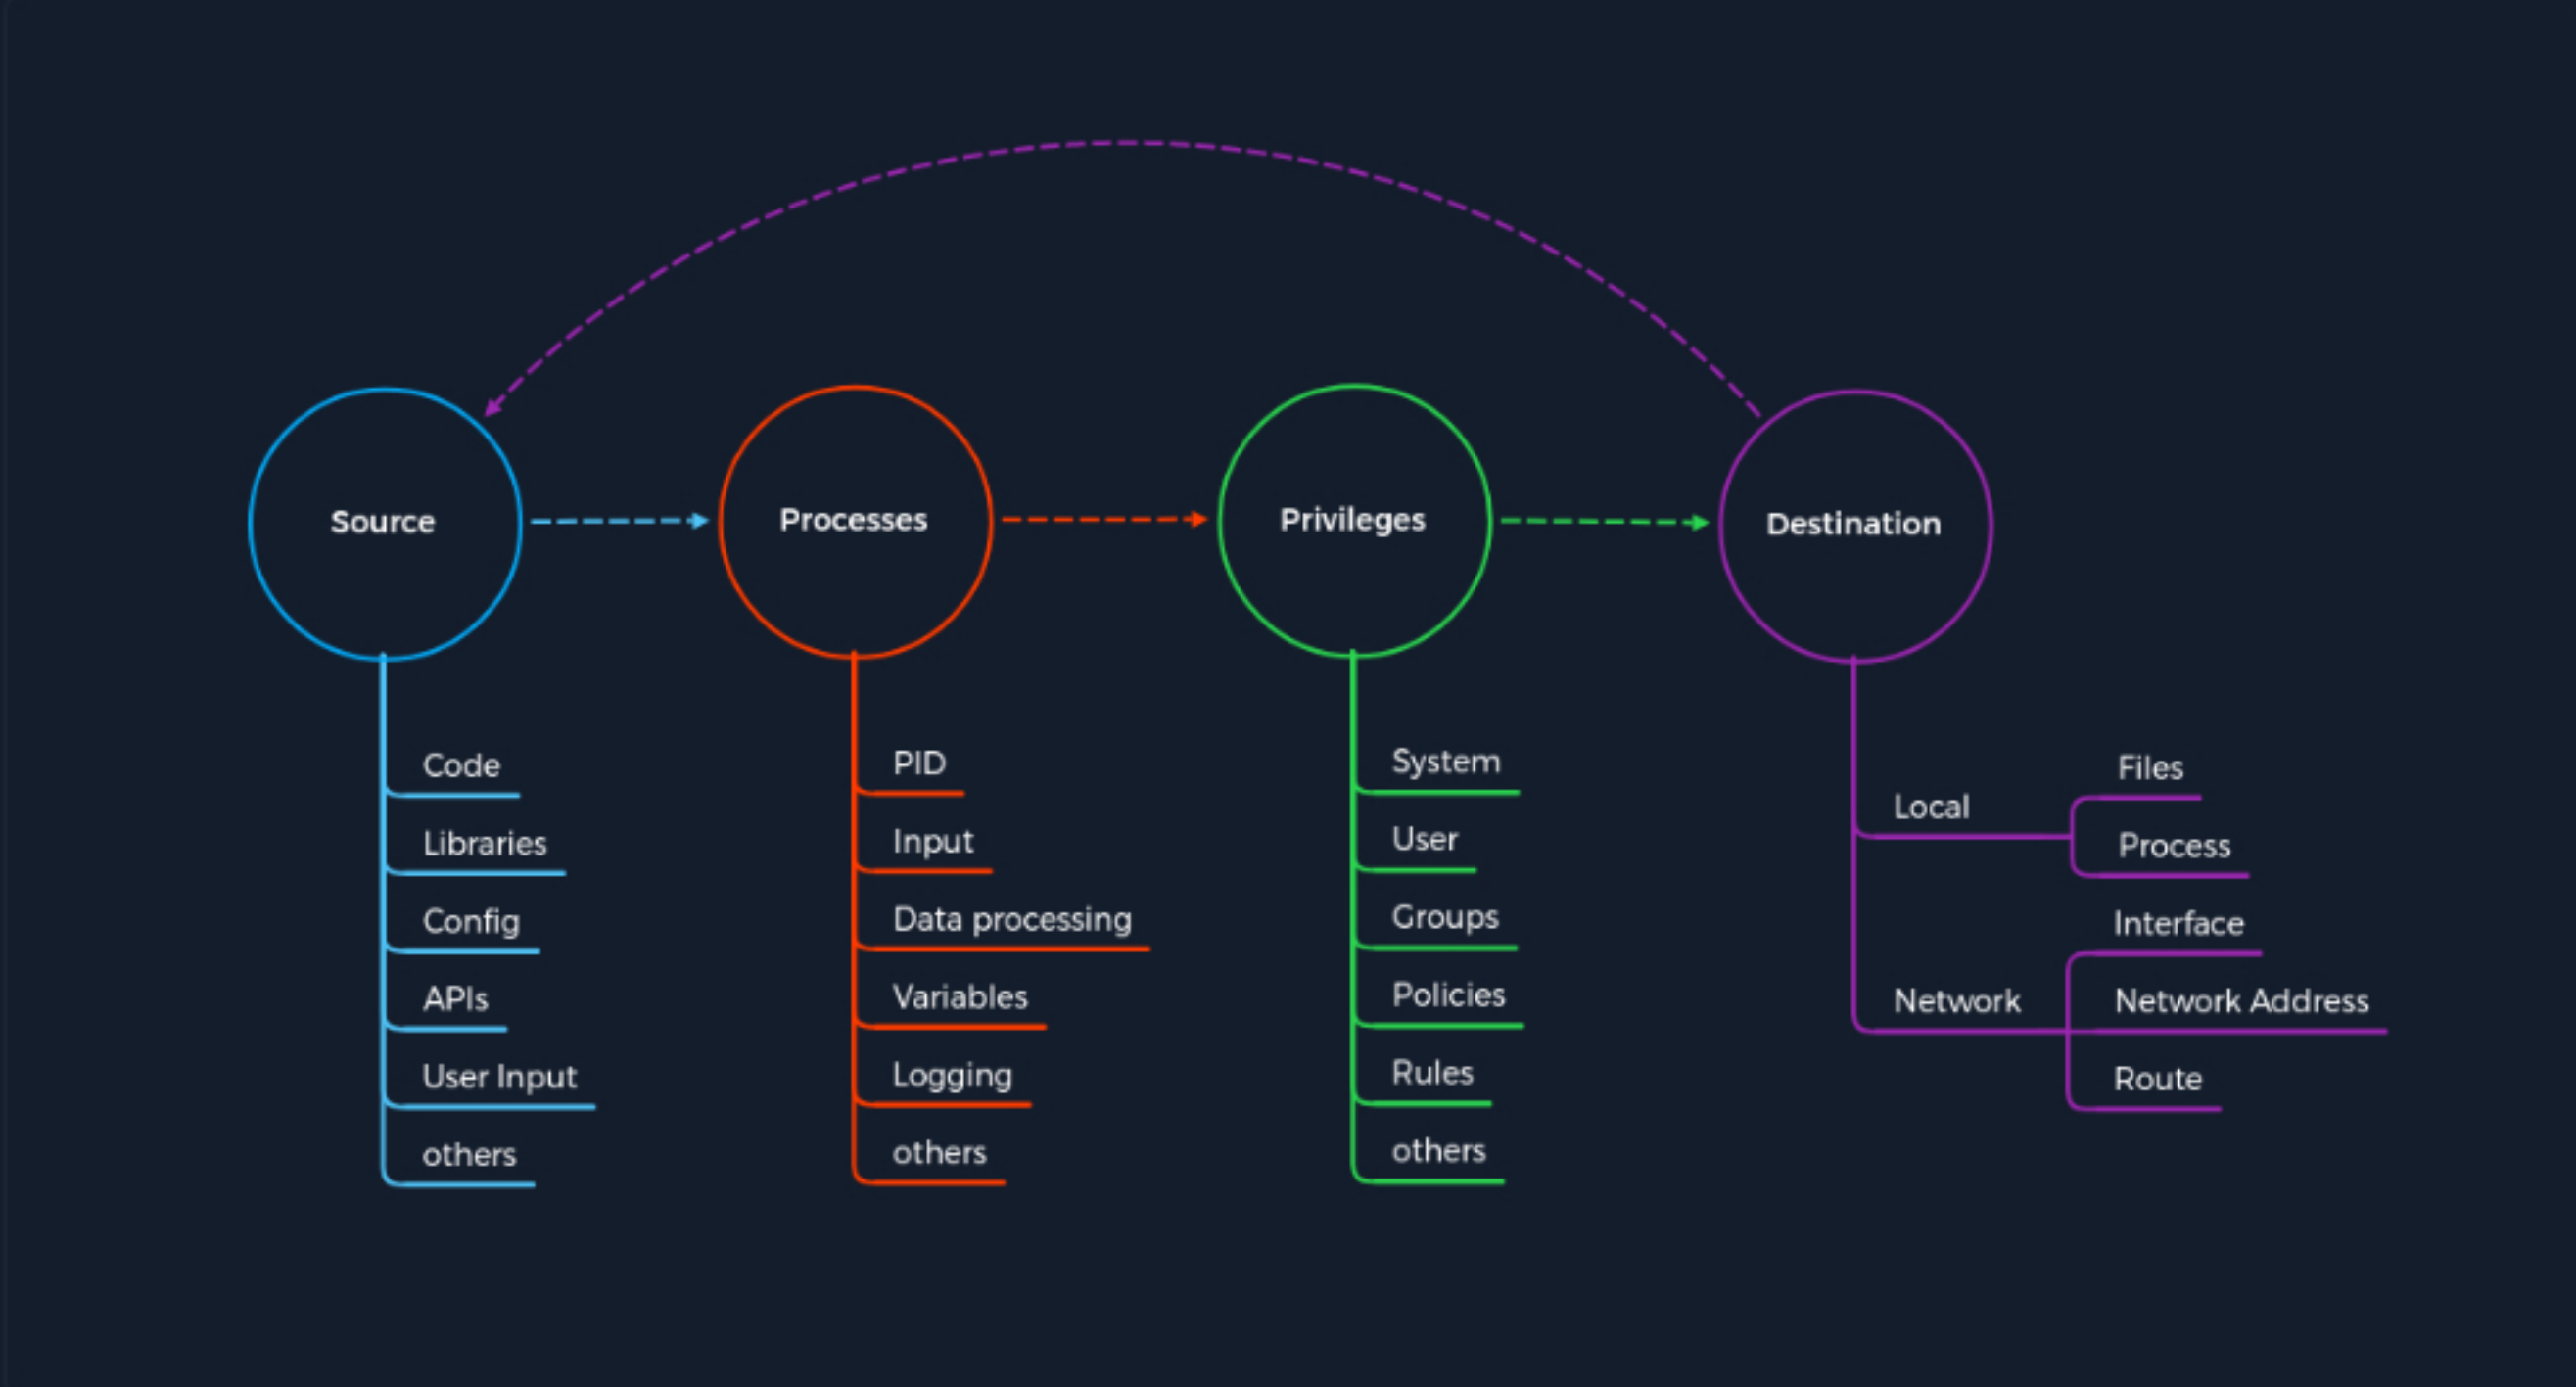 Source
Processes
Privileges
Destination
Code
Libraries
Config
APIs
User Input
others
PID
Input
Data processing
Variables
Logging
others
System
User
Groups
Policies
Rules
others
Local
Files
Process
Network
Interface
Network Address
Route